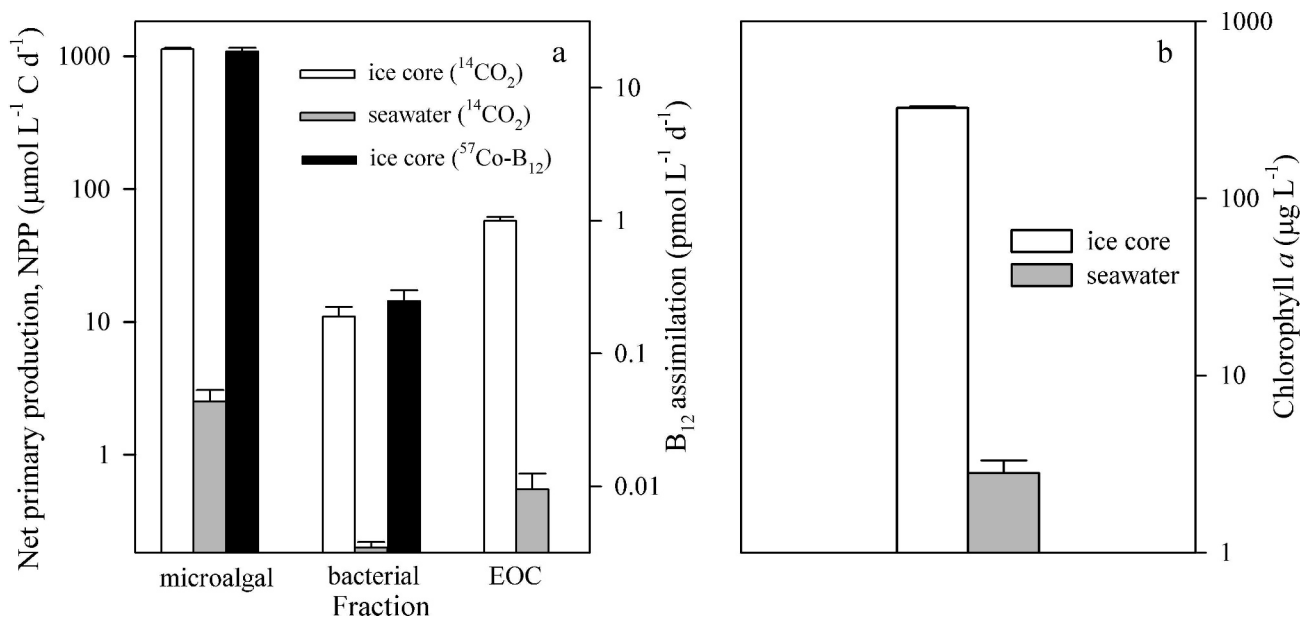 a
Net primary production, NPP (μmol L⁻¹ C d⁻¹)
1000
100
10
1
ice core (¹⁴CO₂)
seawater (¹⁴CO₂)
ice core (⁵⁷Co-B₁₂)
10
1
0.1
0.01
B₁₂ assimilation (pmol L⁻¹ d⁻¹)
microalgal bacterial EOC
Fraction
b
ice core
seawater
1000
100
10
1
Chlorophyll a (μg L⁻¹)